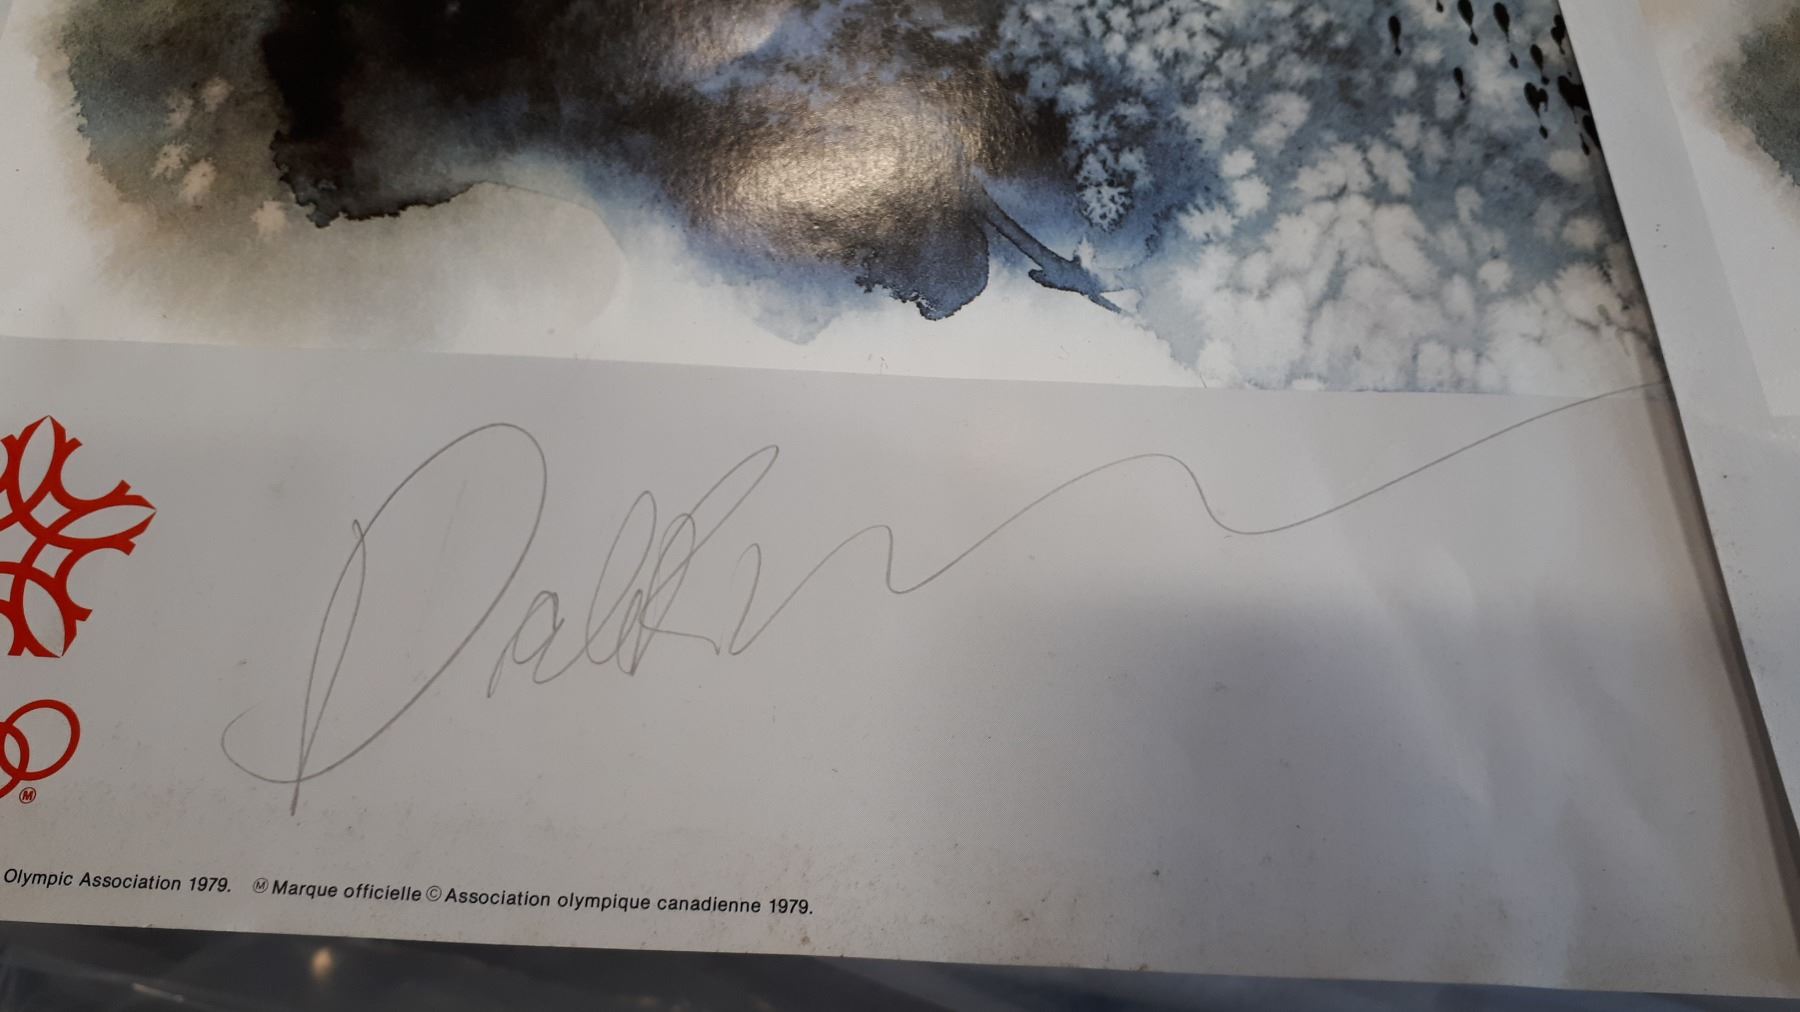 Olympic Association 1979. Ⓜ Marque officielle © Association olympique canadienne 1979.
Ⓜ